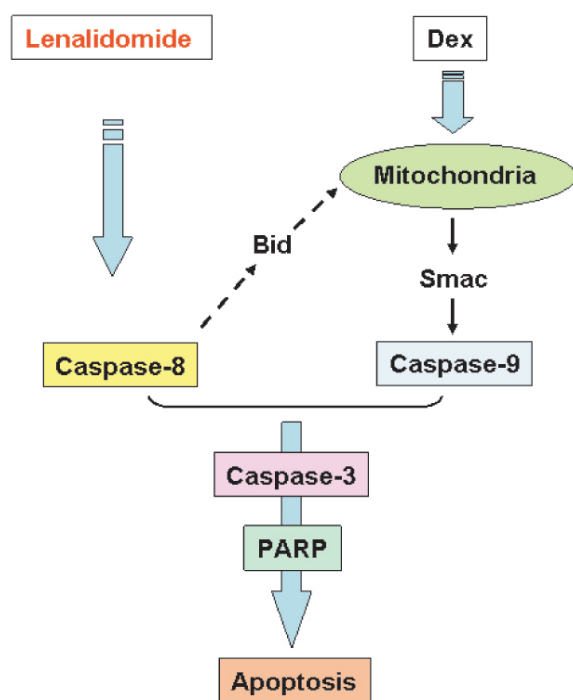 Lenalidomide
Dex
Mitochondria
Bid
Smac
Caspase-8
Caspase-9
Caspase-3
PARP
Apoptosis